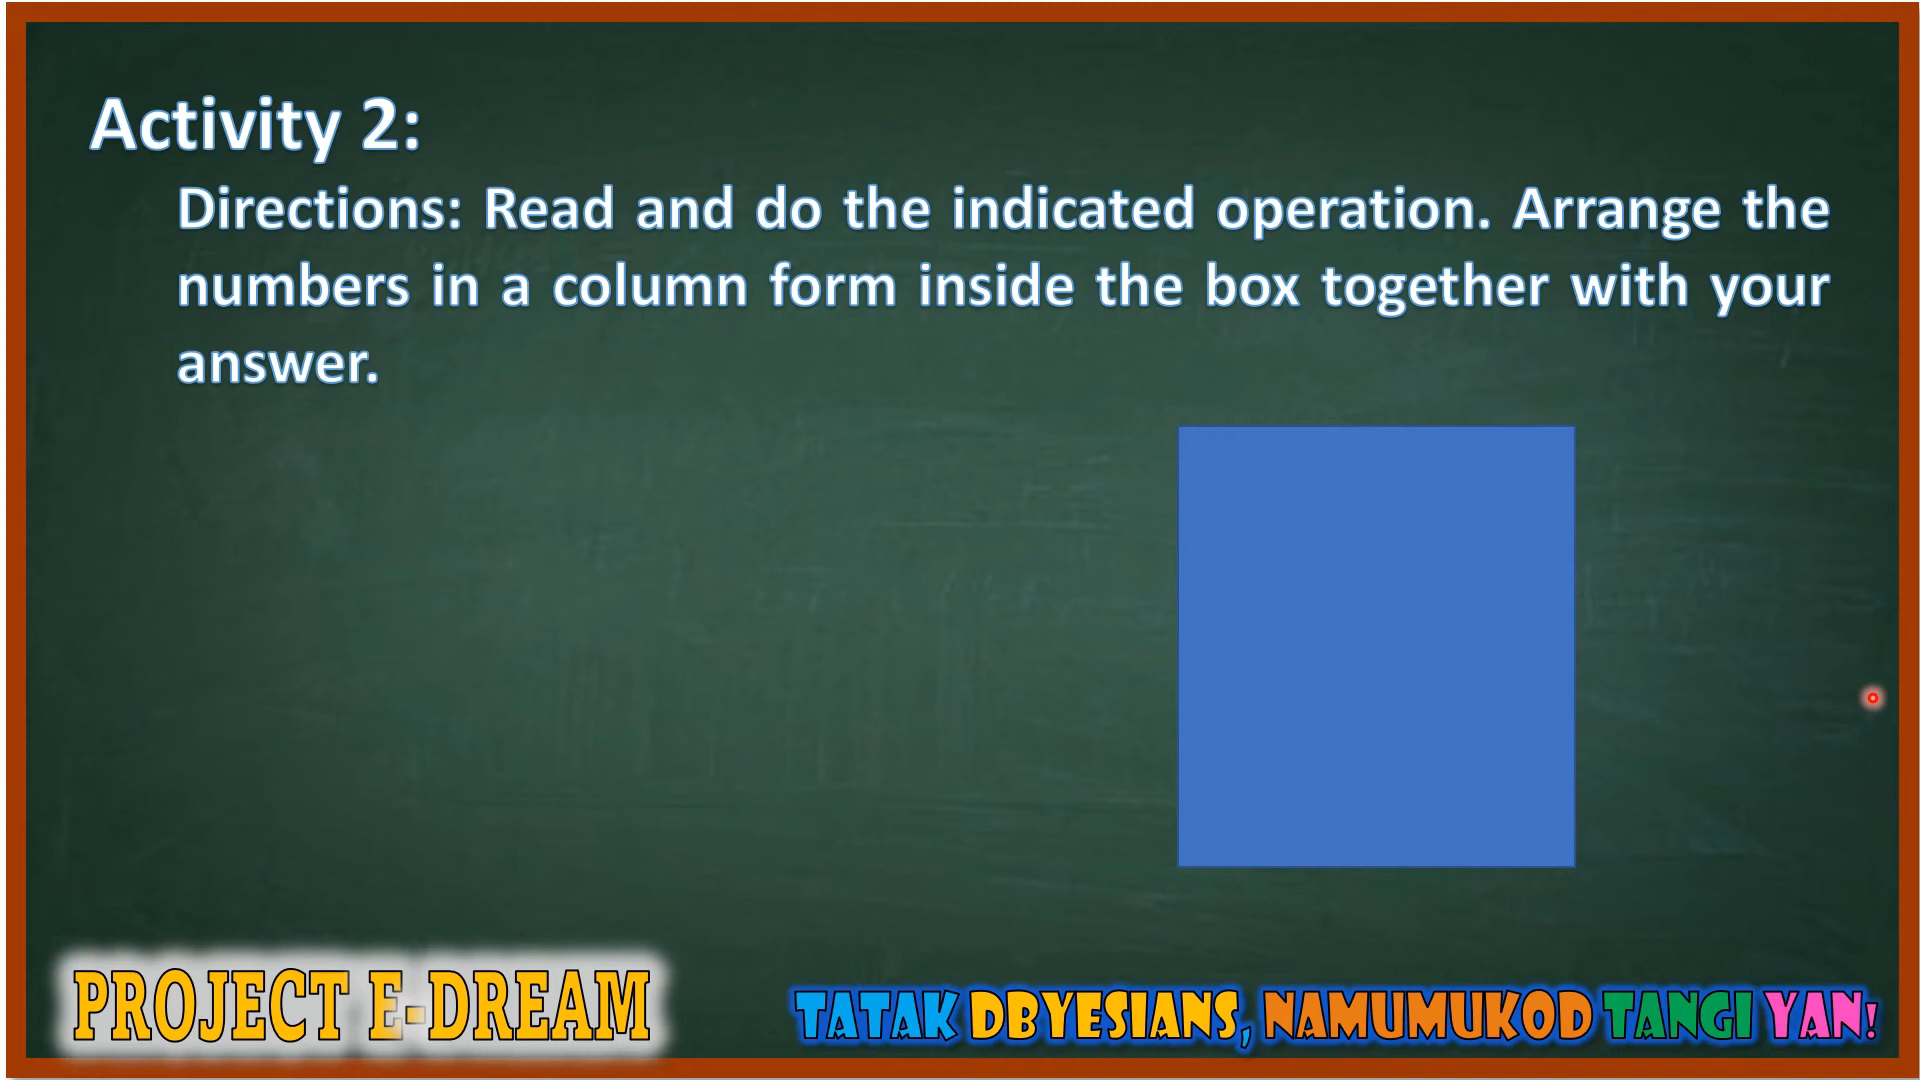 Activity 2:
Directions: Read and do the indicated operation. Arrange the
numbers in a column form inside the box together with your
answer.
PROJECT E-DREAM
TATAK DBYESIANS, NAMUMUKOD TANGI YAN!